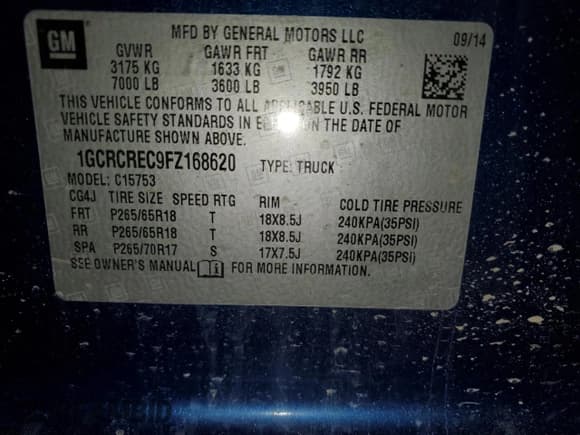 GM
MFD BY GENERAL MOTORS LLC
09/14
GVWR GAWR FRT GAWR RR
3175 KG 1633 KG 1792 KG
7000 LB 3600 LB 3950 LB
THIS VEHICLE CONFORMS TO ALL APPLICABLE U.S. FEDERAL MOTOR
VEHICLE SAFETY STANDARDS IN EFFECT ON THE DATE OF
MANUFACTURE SHOWN ABOVE.
1GCRCREC9FZ168620 TYPE: TRUCK
MODEL: C15753
CG4J TIRE SIZE SPEED RTG RIM COLD TIRE PRESSURE
FRT P265/65R18 T 18X8.5J 240KPA(35PSI)
RR P265/65R18 T 18X8.5J 240KPA(35PSI)
SPA P265/70R17 S 17X7.5J 240KPA(35PSI)
SEE OWNER'S MANUAL FOR MORE INFORMATION.